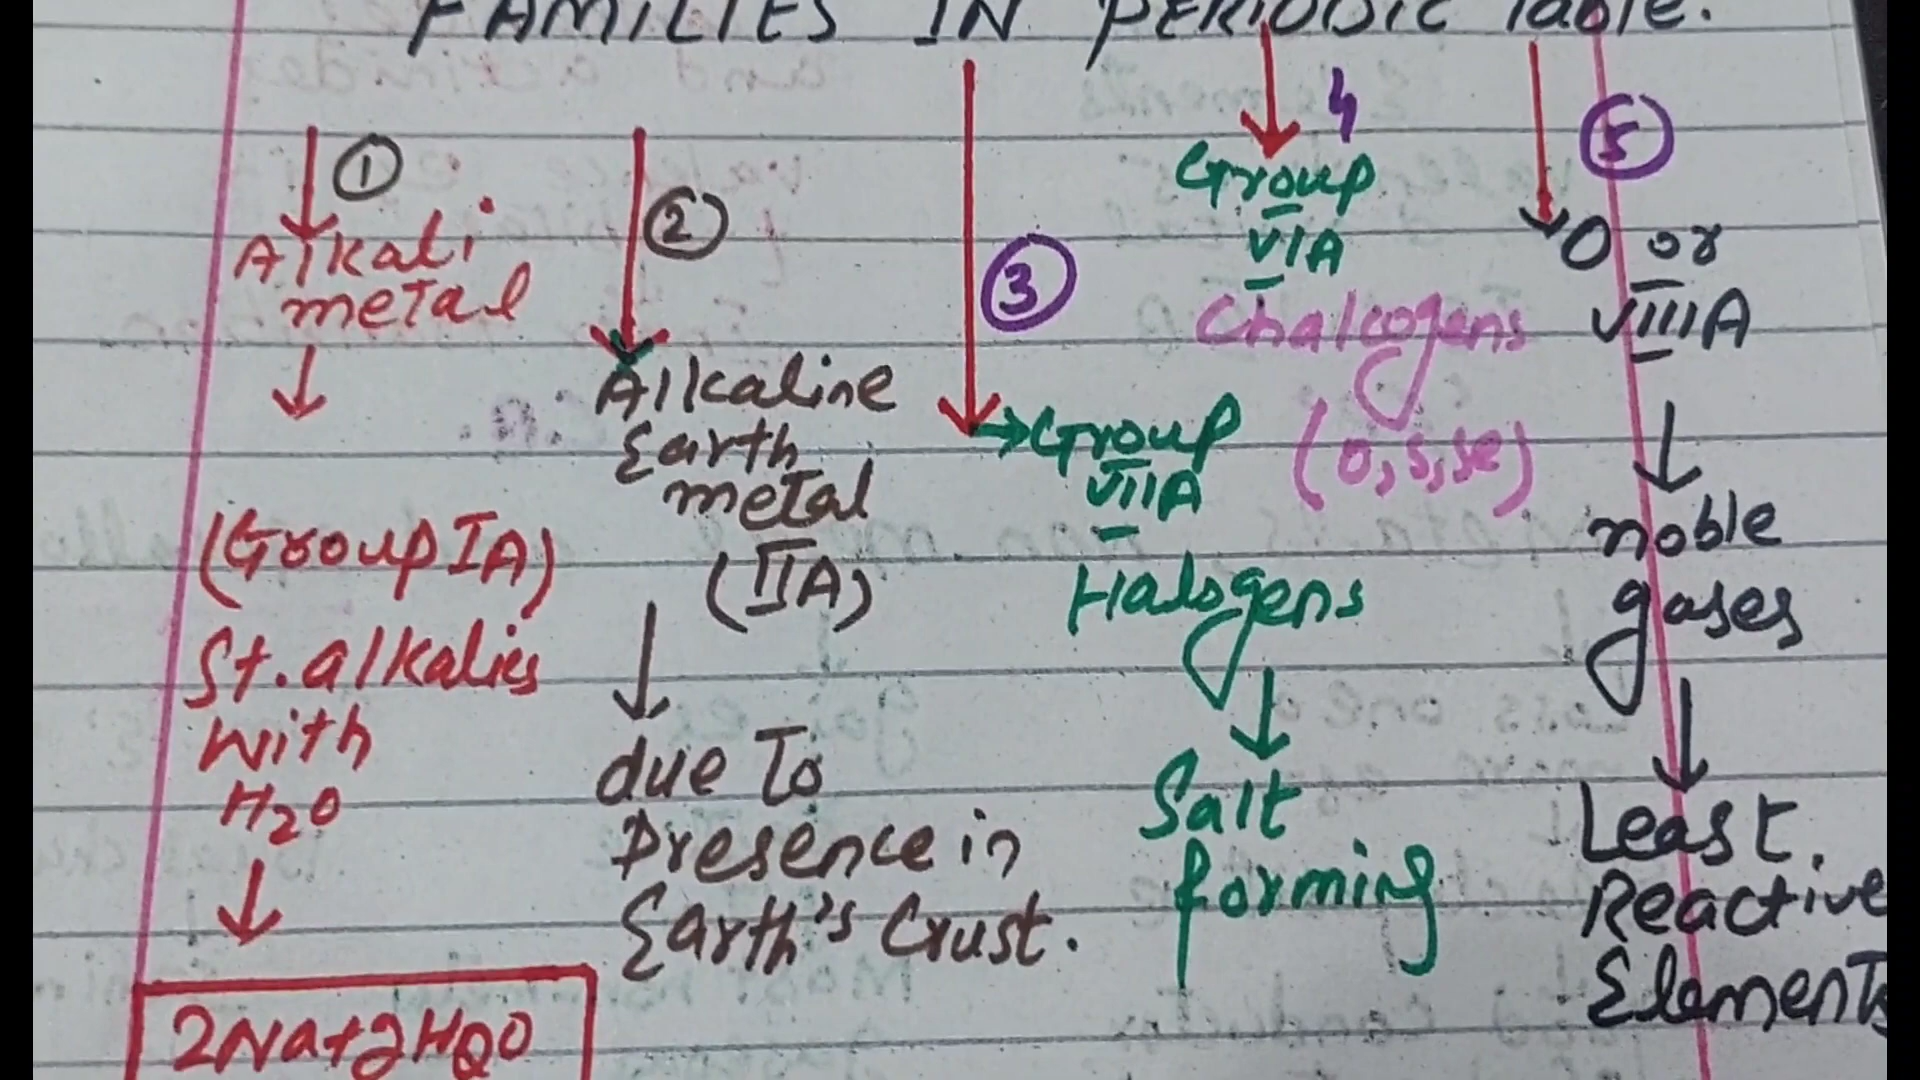 FAMILIES IN PERIODIC Table.
1
Alkali
metal
(Group IA)
St. alkalies
with
H2O
2Na+2H2O
2
Alkaline
Earth
metal
(IIA)
due To
Presence in
Earth's Crust.
3
Group
VIIA
Halogens
Salt
forming
4
Group
VIA
Chalcogens
(O, S, Se)
5
O or
VIIIA
noble
gases
Least.
Reactive
Elements